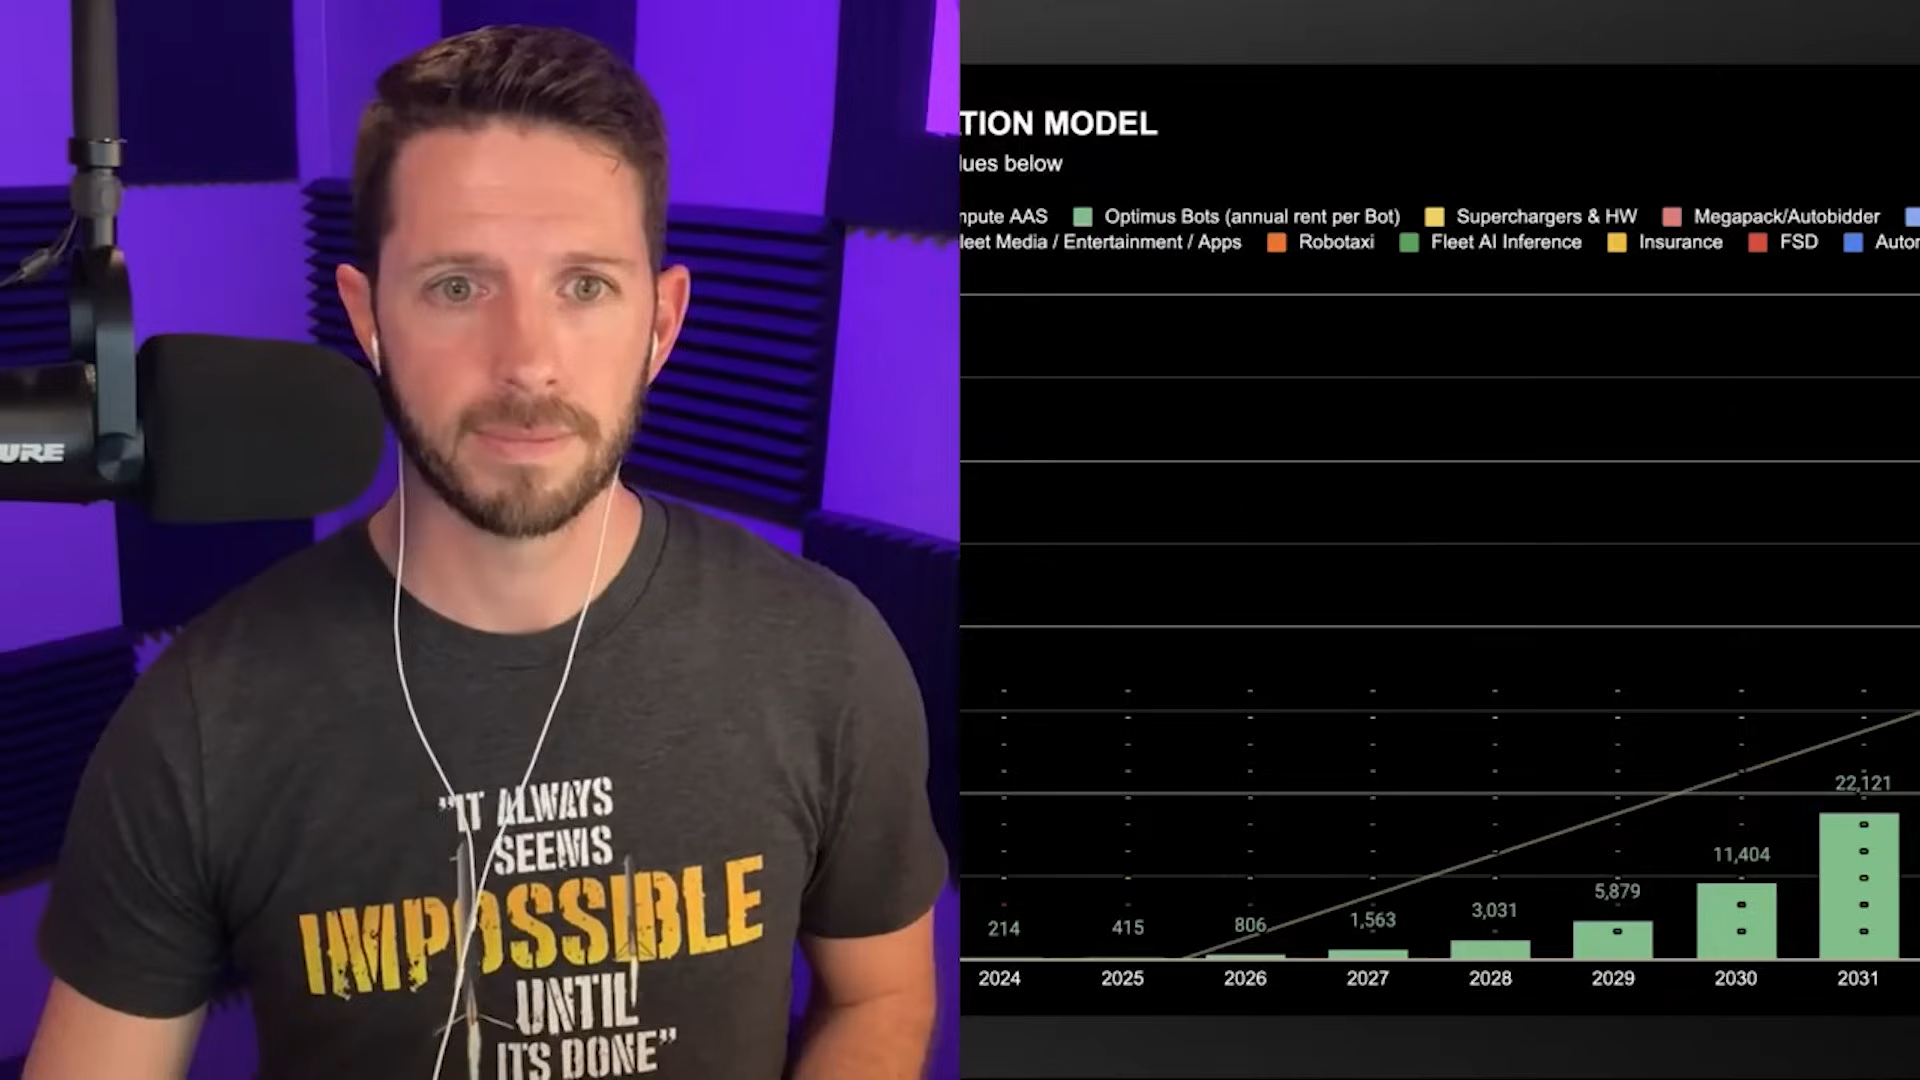 URE
"IT ALWAYS
SEEMS
IMPOSSIBLE
UNTIL
ITS DONE"
TION MODEL
lues below
npute AAS Optimus Bots (annual rent per Bot) Superchargers & HW Megapack/Autobidder
leet Media / Entertainment / Apps Robotaxi Fleet AI Inference Insurance FSD Autor
214 415 806 1,563 3,031 5,879 11,404 22,121
2024 2025 2026 2027 2028 2029 2030 2031